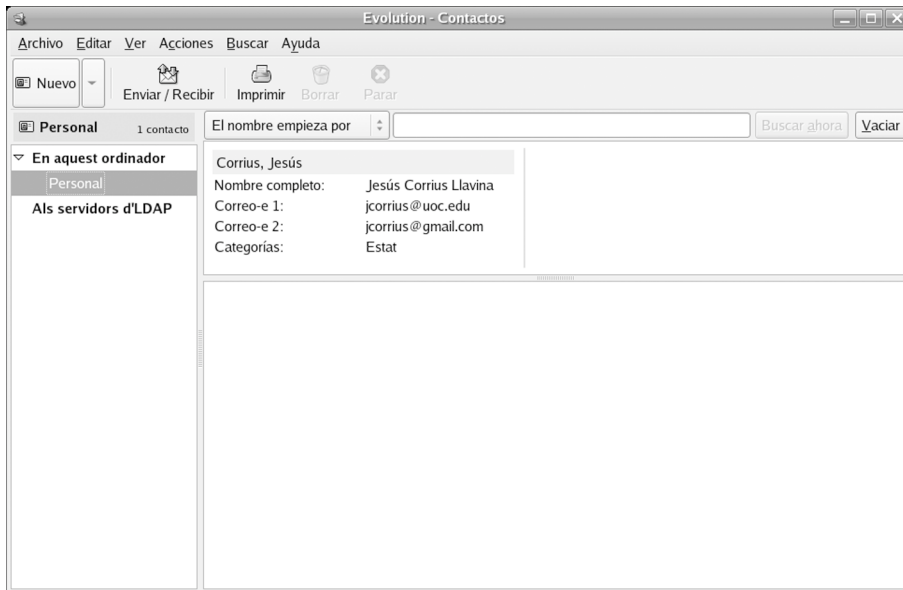 Evolution - Contactos
Archivo Editar Ver Acciones Buscar Ayuda
Nuevo
Enviar / Recibir
Imprimir
Borrar
Parar
Personal
1 contacto
El nombre empieza por
Buscar ahora
Vaciar
En aquest ordinador
Personal
Als servidors d'LDAP
Corrius, Jesús
Nombre completo: Jesús Corrius Llavina
Correo-e 1: jcorrius@uoc.edu
Correo-e 2: jcorrius@gmail.com
Categorías: Estat